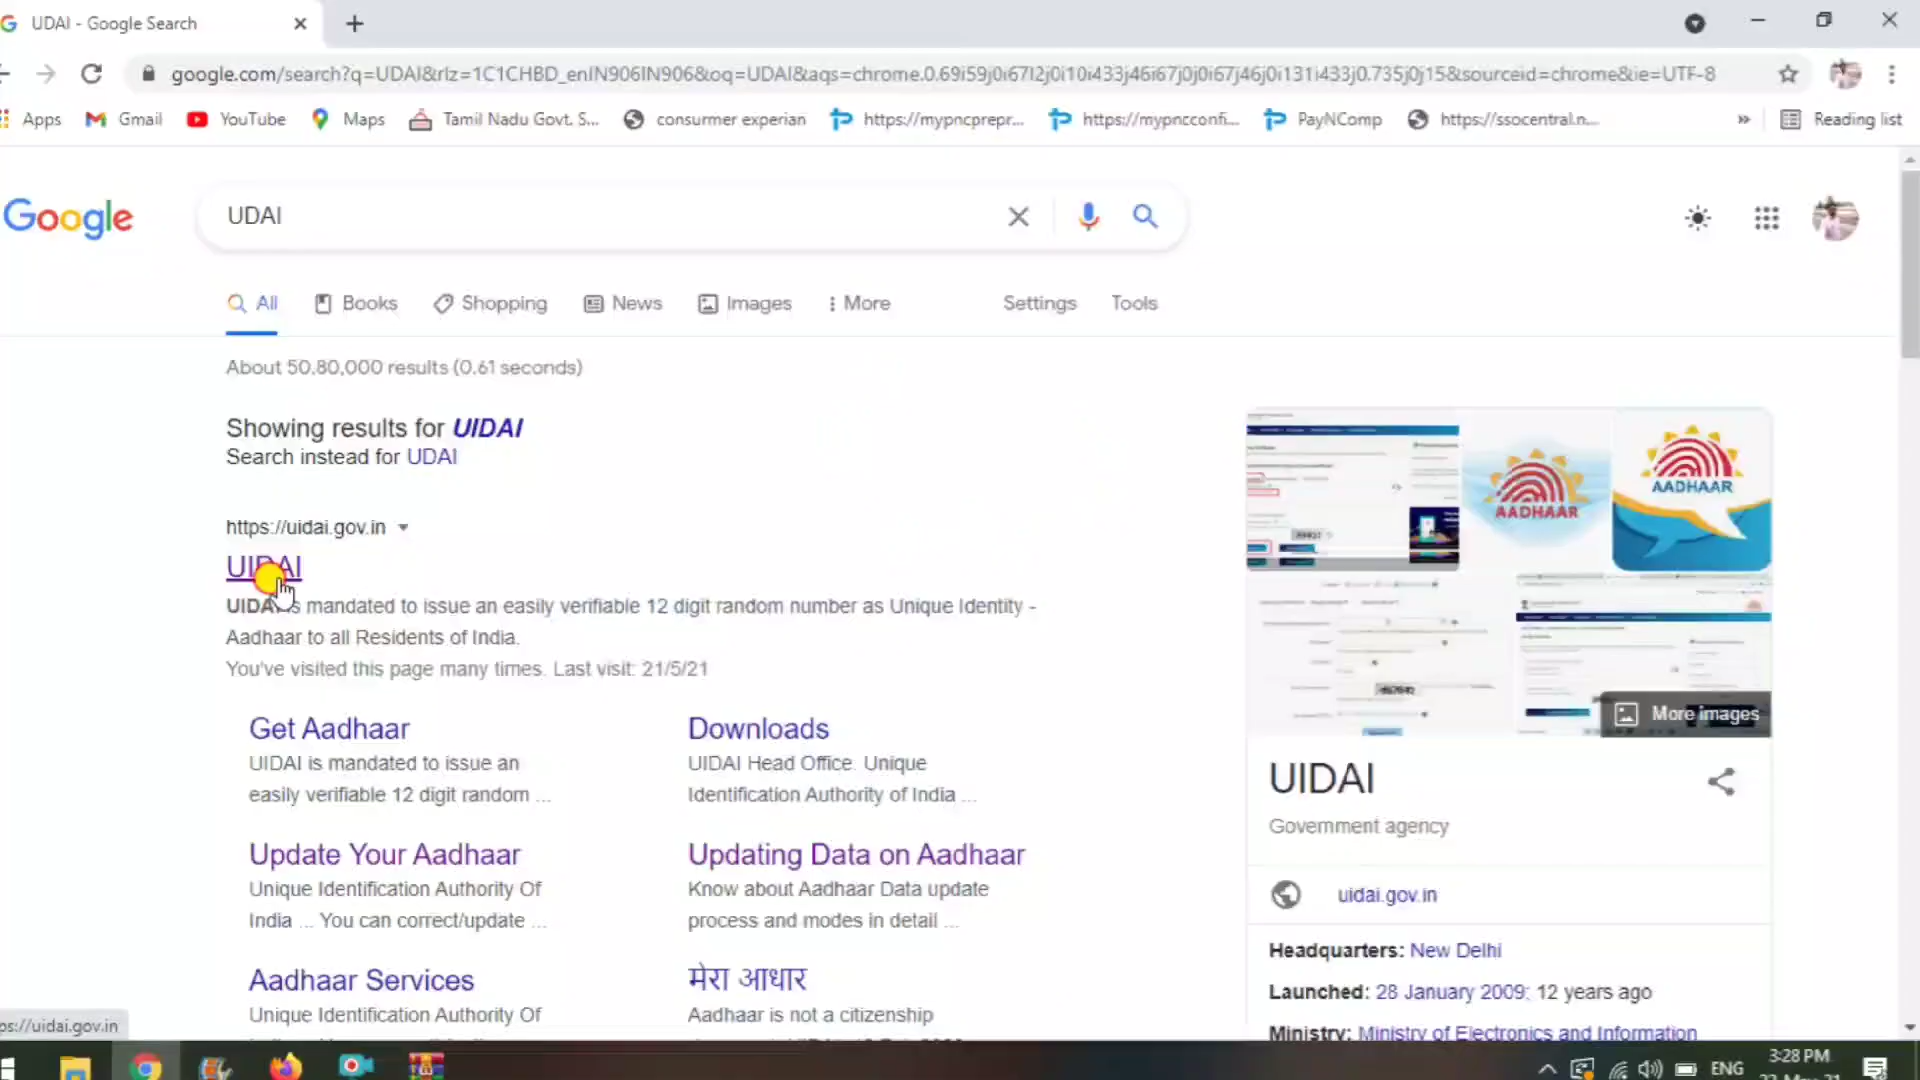 UDAI - Google Search
google.com/search?q=UDAI&rlz=1C1CHBD_enIN906IN906&oq=UDAI&aqs=chrome.0.69i59j0i67l2j0i10i433j46i67j0j0i67j46j0i131i433j0.735j0j15&sourceid=chrome&ie=UTF-8
Apps Gmail YouTube Maps Tamil Nadu Govt. S... consurmer experian https://mypncprepr... https://mypncconfi... PayNComp https://ssocentral.n... » Reading list
Google
UDAI
All Books Shopping News Images More Settings Tools
About 50,80,000 results (0.61 seconds)
Showing results for UIDAI
Search instead for UDAI
https://uidai.gov.in
UIDAI
UIDAI is mandated to issue an easily verifiable 12 digit random number as Unique Identity -
Aadhaar to all Residents of India.
You've visited this page many times. Last visit: 21/5/21
Get Aadhaar
UIDAI is mandated to issue an
easily verifiable 12 digit random ...
Downloads
UIDAI Head Office. Unique
Identification Authority of India ...
Update Your Aadhaar
Unique Identification Authority Of
India ... You can correct/update ...
Updating Data on Aadhaar
Know about Aadhaar Data update
process and modes in detail ...
Aadhaar Services
Unique Identification Authority Of
मेरा आधार
Aadhaar is not a citizenship
AADHAAR
AADHAAR
More images
UIDAI
Government agency
uidai.gov.in
Headquarters: New Delhi
Launched: 28 January 2009; 12 years ago
Ministry: Ministry of Electronics and Information
ps://uidai.gov.in
ENG
3:28 PM